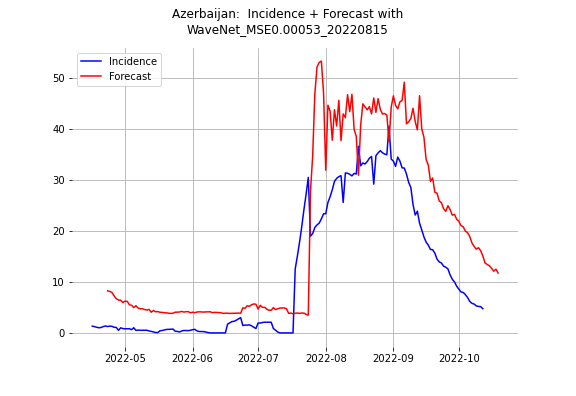 Azerbaijan:  Incidence + Forecast with
WaveNet_MSE0.00053_20220815
Incidence
Forecast
50
40
30
20
10
0
2022-05 2022-06 2022-07 2022-08 2022-09 2022-10